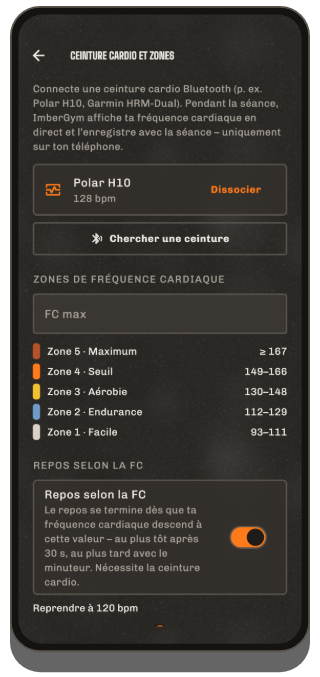 CEINTURE CARDIO ET ZONES
Connecte une ceinture cardio Bluetooth (p. ex.
Polar H10, Garmin HRM-Dual). Pendant la séance,
ImberGym affiche ta fréquence cardiaque en
direct et l'enregistre avec la séance – uniquement
sur ton téléphone.
Polar H10
128 bpm
Dissocier
Chercher une ceinture
ZONES DE FRÉQUENCE CARDIAQUE
FC max
Zone 5 · Maximum ≥ 167
Zone 4 · Seuil 149–166
Zone 3 · Aérobie 130–148
Zone 2 · Endurance 112–129
Zone 1 · Facile 93–111
REPOS SELON LA FC
Repos selon la FC
Le repos se termine dès que ta
fréquence cardiaque descend à
cette valeur – au plus tôt après
30 s, au plus tard avec le
minuteur. Nécessite la ceinture
cardio.
Reprendre à 120 bpm